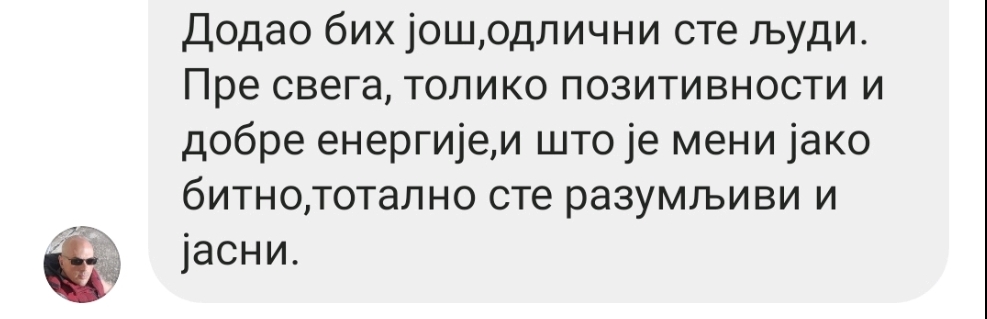 Додао бих још,одлични сте људи.
Пре свега, толико позитивности и
добре енергије,и што је мени јако
битно,тотално сте разумљиви и
јасни.